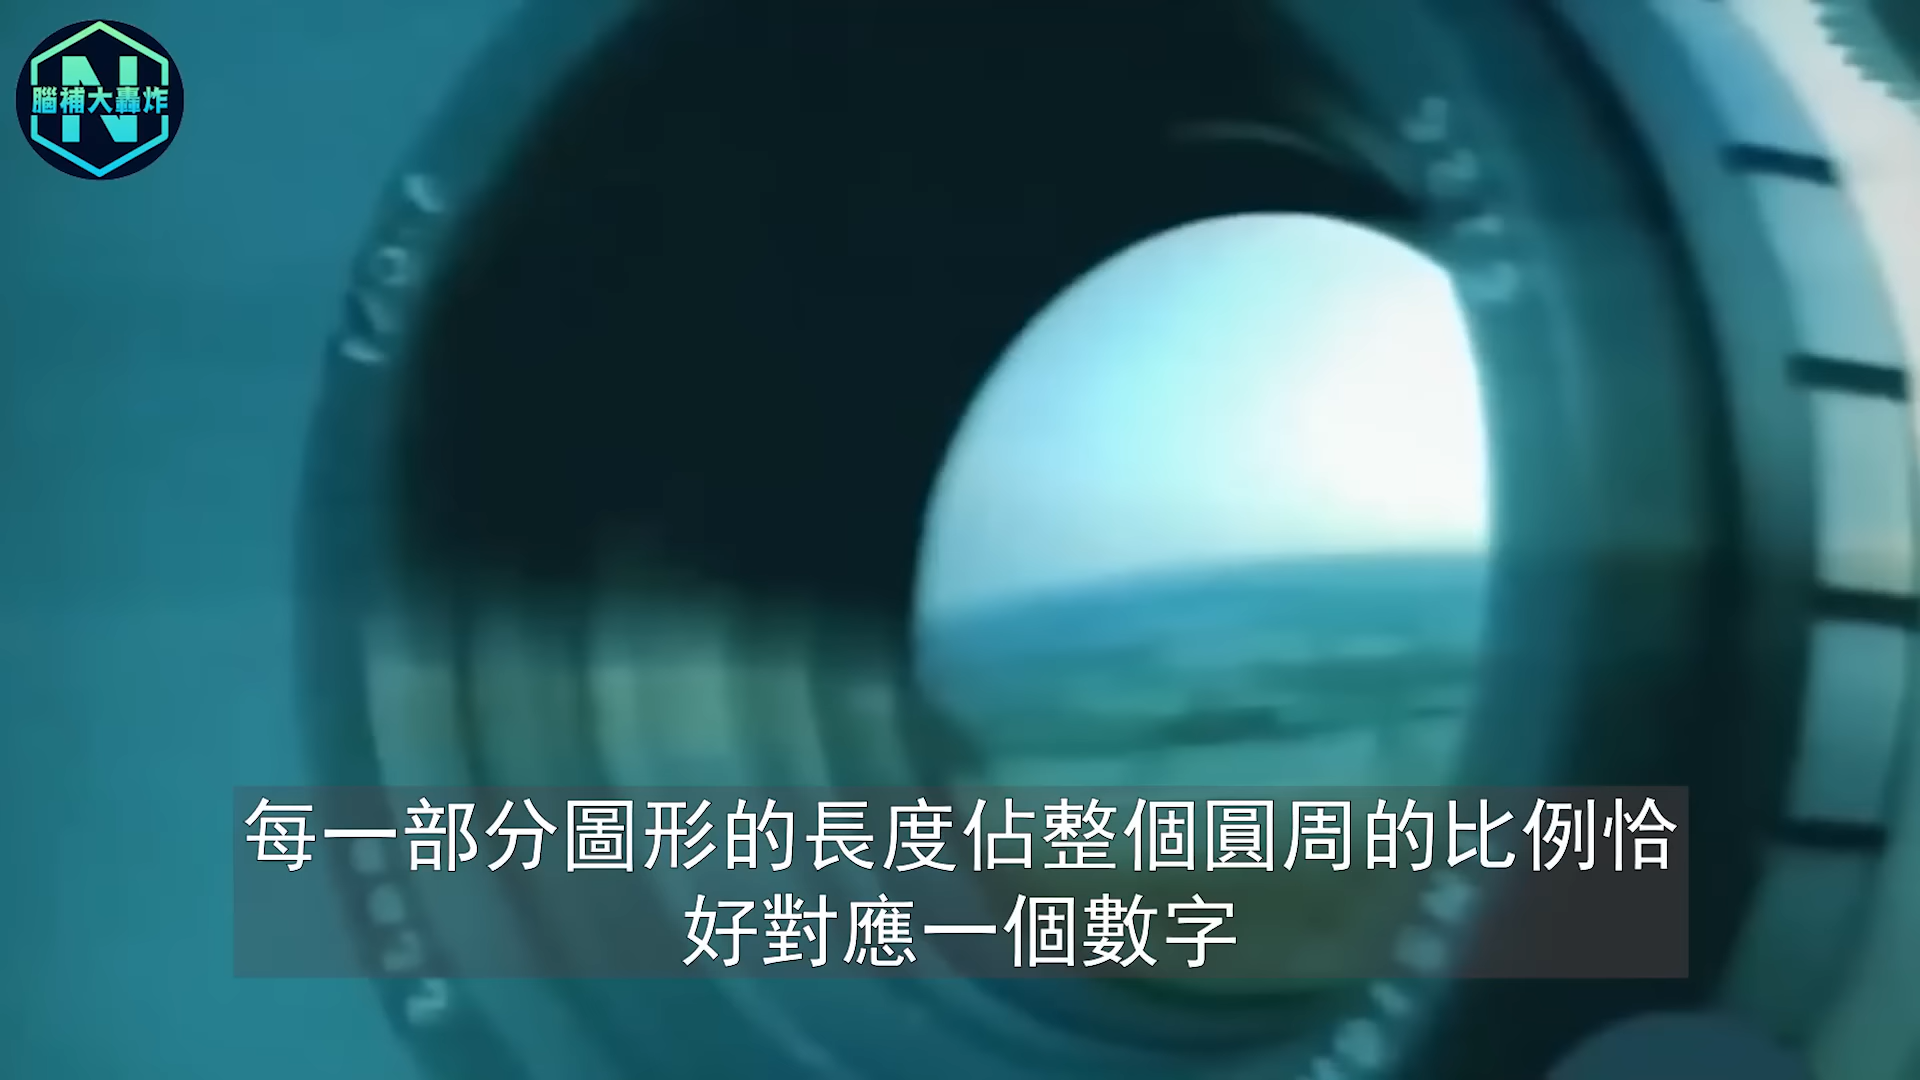 腦補大轟炸
N
每一部分圖形的長度佔整個圓周的比例恰
好對應一個數字